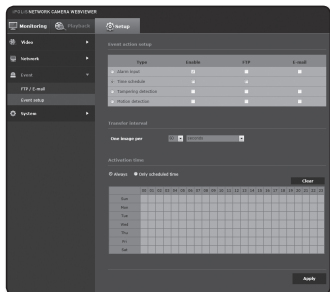 iPOLiS NETWORK CAMERA WEBVIEWER
Monitoring
Playback
Setup
Video
Network
Event
FTP / E-mail
Event setup
System
Event action setup
Type Enable FTP E-mail
Alarm input
Time schedule
Tampering detection
Motion detection
Transfer interval
One image per
Activation time
Always Only scheduled time
Clear
00 01 02 03 04 05 06 07 08 09 10 11 12 13 14 15 16 17 18 19 20 21 22 23
Sun
Mon
Tue
Wed
Thu
Fri
Sat
Apply